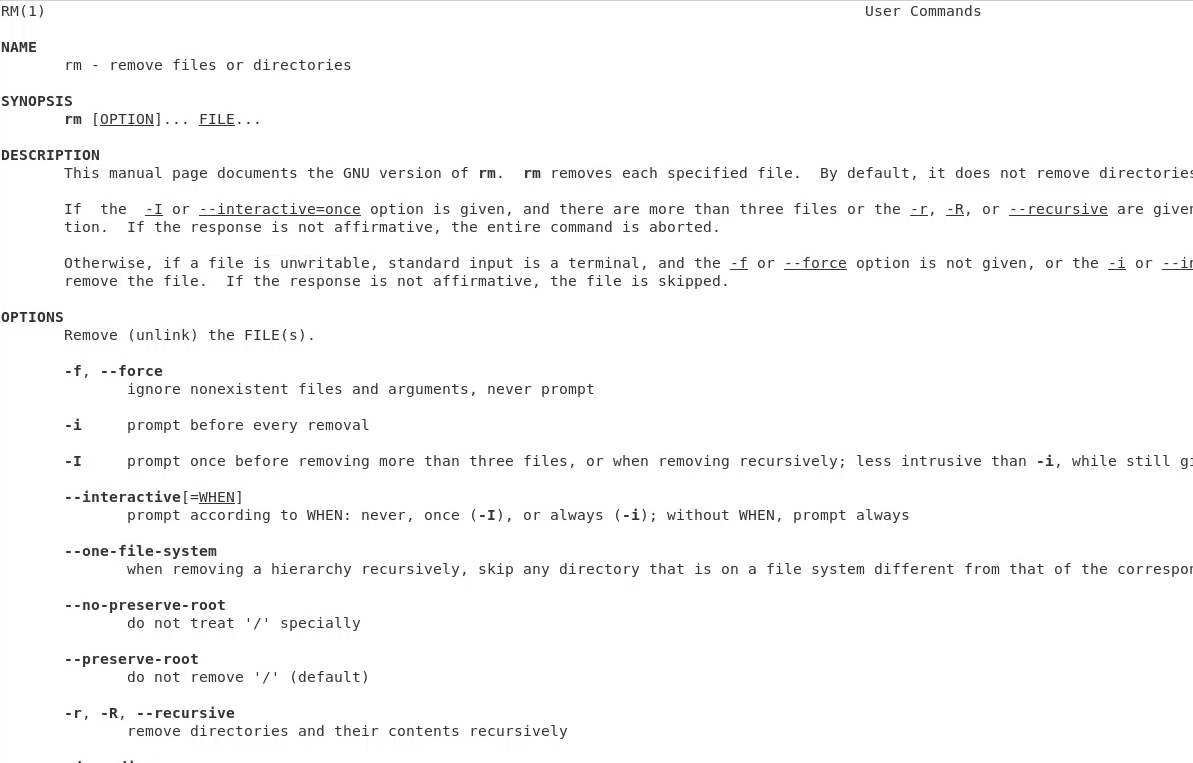 RM(1) User Commands
NAME
rm - remove files or directories
SYNOPSIS
rm [OPTION]... FILE...
DESCRIPTION
This manual page documents the GNU version of rm.  rm removes each specified file.  By default, it does not remove directories
If  the  -I or --interactive=once option is given, and there are more than three files or the -r, -R, or --recursive are given
tion.  If the response is not affirmative, the entire command is aborted.
Otherwise, if a file is unwritable, standard input is a terminal, and the -f or --force option is not given, or the -i or
remove the file.  If the response is not affirmative, the file is skipped.
OPTIONS
Remove (unlink) the FILE(s).
-f, --force
ignore nonexistent files and arguments, never prompt
-i     prompt before every removal
-I     prompt once before removing more than three files, or when removing recursively; less intrusive than -i, while still
--interactive[=WHEN]
prompt according to WHEN: never, once (-I), or always (-i); without WHEN, prompt always
--one-file-system
when removing a hierarchy recursively, skip any directory that is on a file system different from that of the
--no-preserve-root
do not treat '/' specially
--preserve-root
do not remove '/' (default)
-r, -R, --recursive
remove directories and their contents recursively